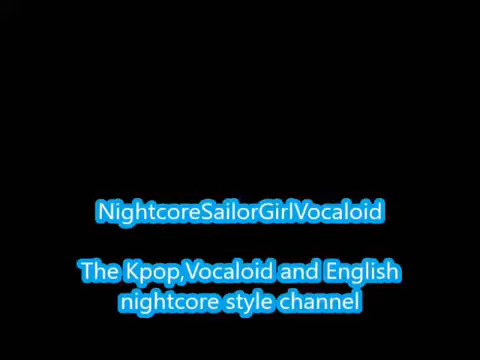 NightcoreSailorGirlVocaloid
The Kpop,Vocaloid and English
nightcore style channel